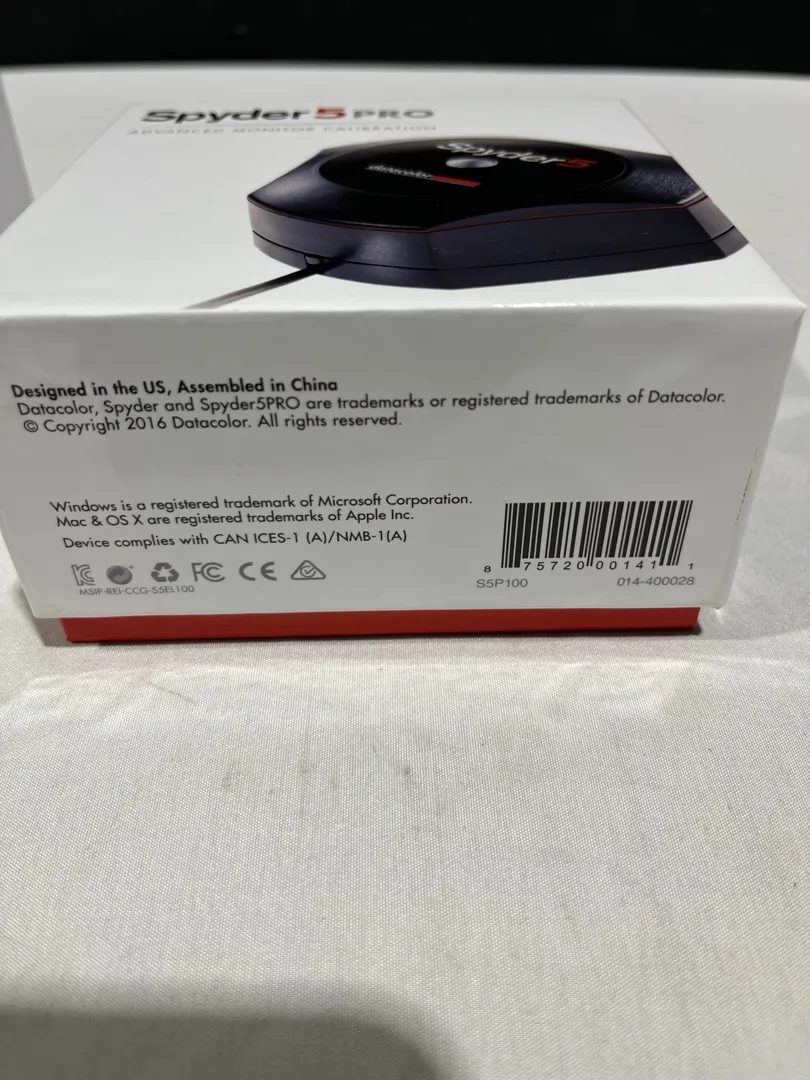 Spyder5PRO
ADVANCED MONITOR CALIBRATION
Spyder5
datacolor
Designed in the US, Assembled in China
Datacolor, Spyder and Spyder5PRO are trademarks or registered trademarks of Datacolor.
© Copyright 2016 Datacolor. All rights reserved.
Windows is a registered trademark of Microsoft Corporation.
Mac & OS X are registered trademarks of Apple Inc.
Device complies with CAN ICES-1 (A)/NMB-1(A)
FC CE
MSIP-REI-CCG-S5EL100
8 75720 00141 1
S5P100 014-400028